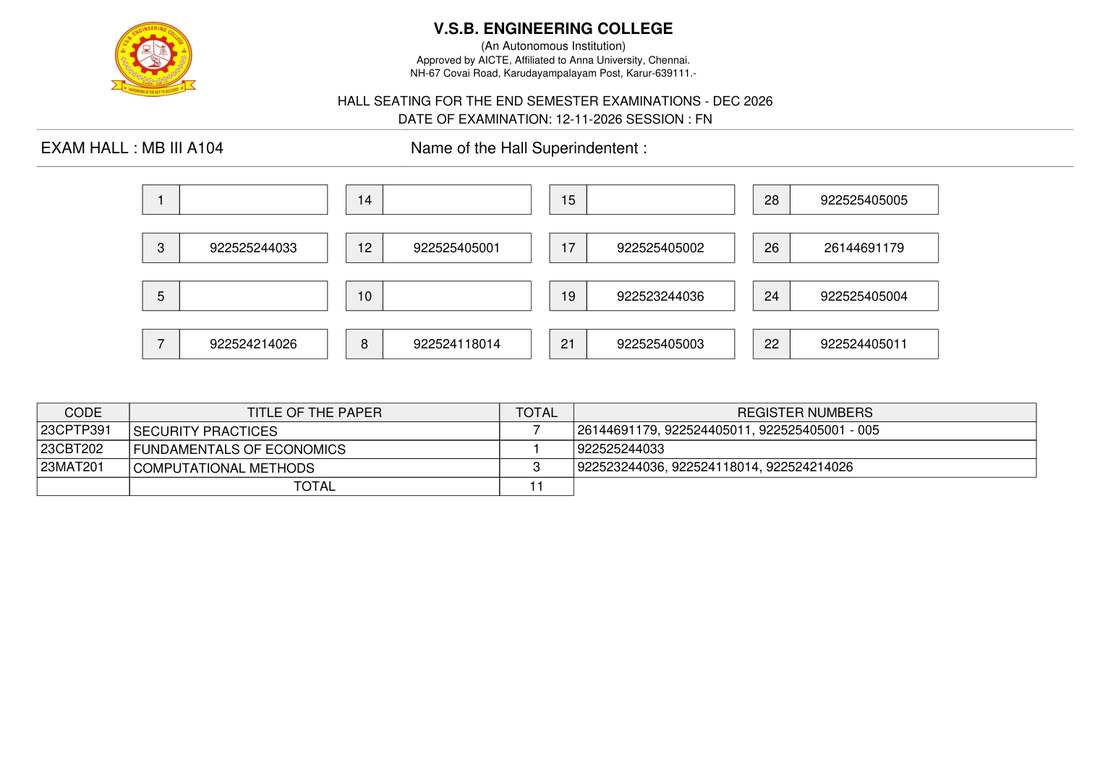 V.S.B. ENGINEERING COLLEGE
(An Autonomous Institution)
Approved by AICTE, Affiliated to Anna University, Chennai.
NH-67 Covai Road, Karudayampalayam Post, Karur-639111.-
HALL SEATING FOR THE END SEMESTER EXAMINATIONS - DEC 2026
DATE OF EXAMINATION: 12-11-2026 SESSION : FN
EXAM HALL : MB III A104 Name of the Hall Superindentent :
1 14 15 28 922525405005
3 922525244033 12 922525405001 17 922525405002 26 26144691179
5 10 19 922523244036 24 922525405004
7 922524214026 8 922524118014 21 922525405003 22 922524405011
CODE TITLE OF THE PAPER TOTAL REGISTER NUMBERS
23CPTP391 SECURITY PRACTICES 7 26144691179, 922524405011, 922525405001 - 005
23CBT202 FUNDAMENTALS OF ECONOMICS 1 922525244033
23MAT201 COMPUTATIONAL METHODS 3 922523244036, 922524118014, 922524214026
TOTAL 11